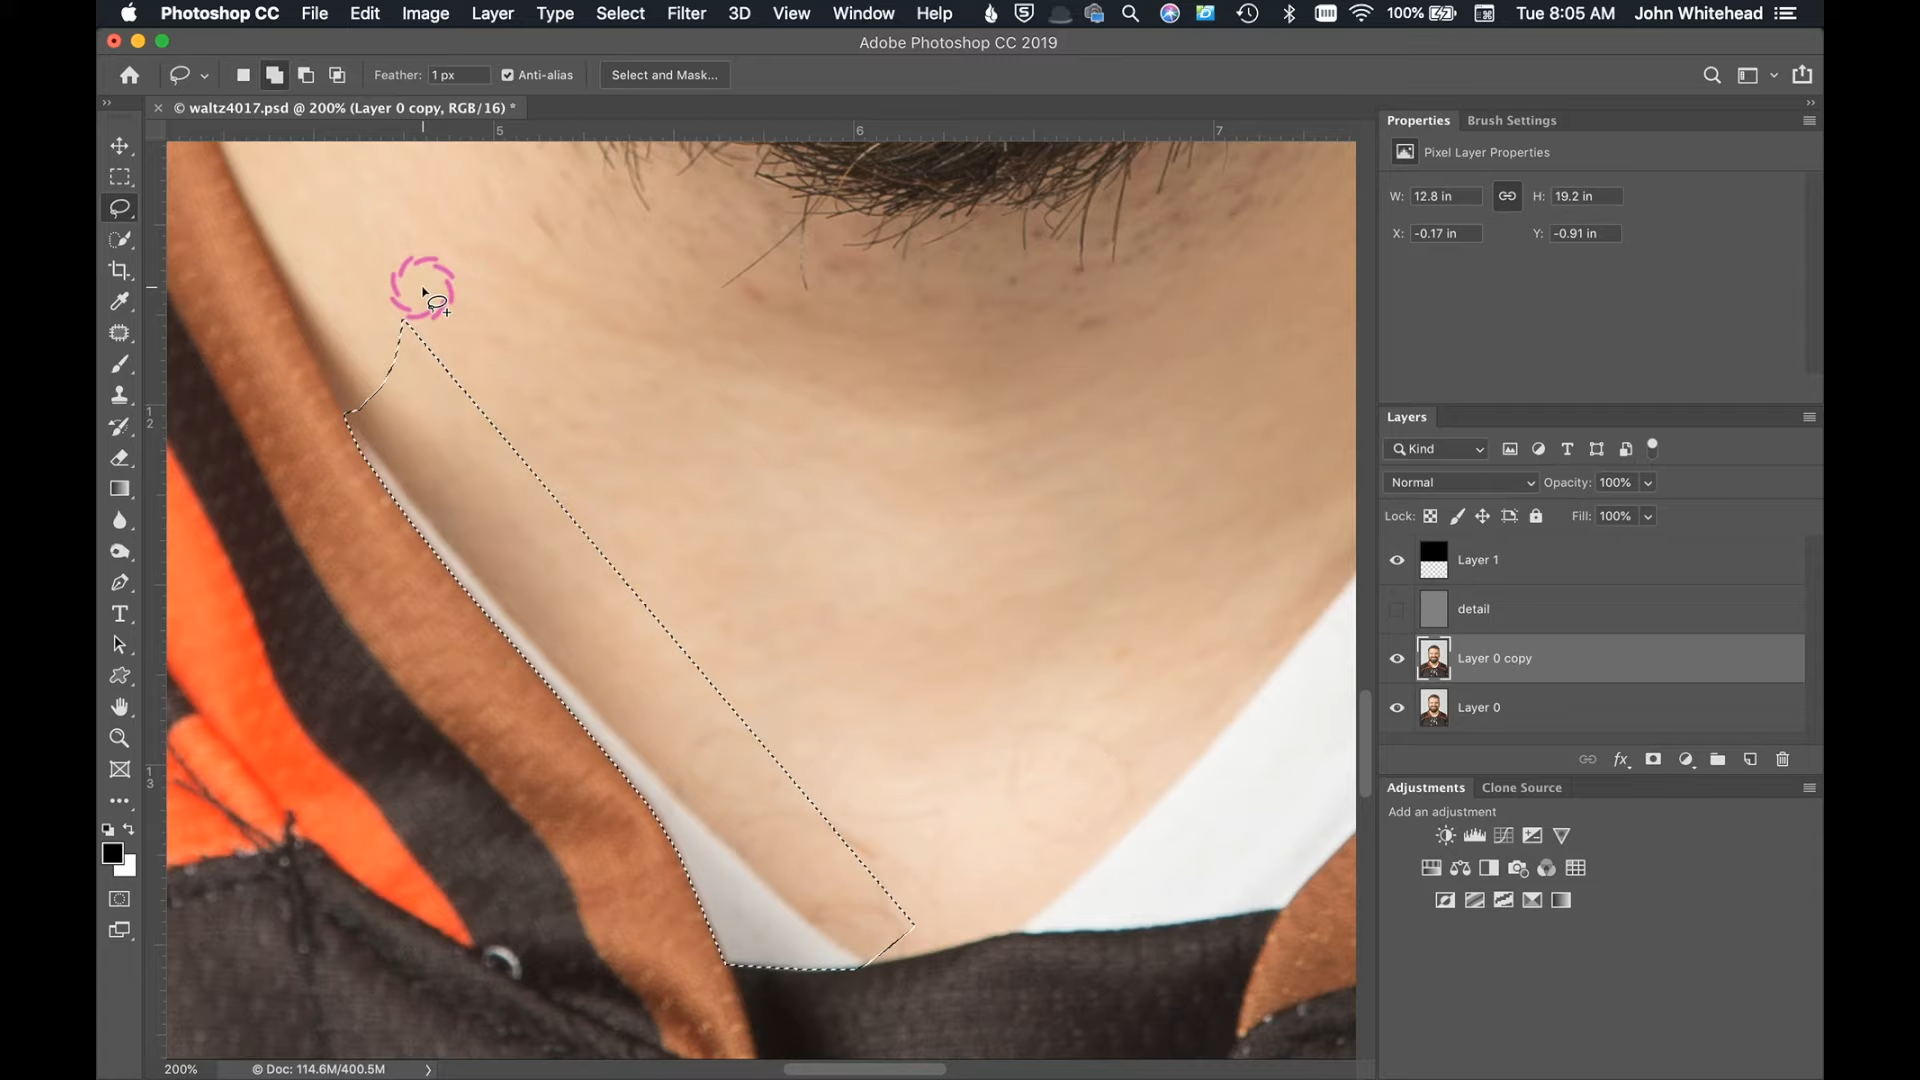 Photoshop CC File Edit Image Layer Type Select Filter 3D View Window Help 100% Tue 8:05 AM John Whitehead
Adobe Photoshop CC 2019
Feather: 1 px Anti-alias Select and Mask...
© waltz4017.psd @ 200% (Layer 0 copy, RGB/16) *
5 6 7
1
2
1
3
Properties Brush Settings
Pixel Layer Properties
W: 12.8 in H: 19.2 in
X: -0.17 in Y: -0.91 in
Layers
Kind
Normal Opacity: 100%
Lock: Fill: 100%
Layer 1
detail
Layer 0 copy
Layer 0
Adjustments Clone Source
Add an adjustment
200% © Doc: 114.6M/400.5M